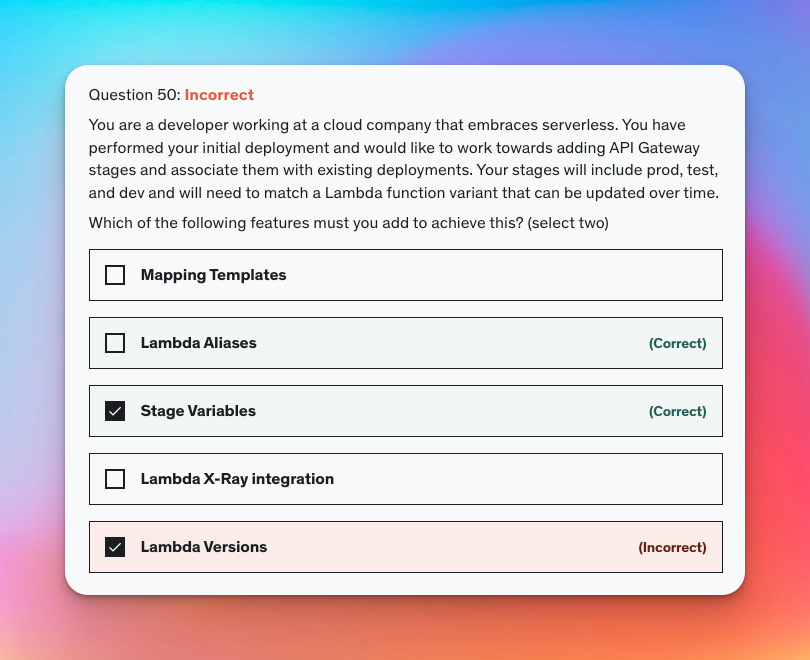 Question 50: Incorrect
You are a developer working at a cloud company that embraces serverless. You have
performed your initial deployment and would like to work towards adding API Gateway
stages and associate them with existing deployments. Your stages will include prod, test,
and dev and will need to match a Lambda function variant that can be updated over time.
Which of the following features must you add to achieve this? (select two)
Mapping Templates
Lambda Aliases (Correct)
Stage Variables (Correct)
Lambda X-Ray integration
Lambda Versions (Incorrect)